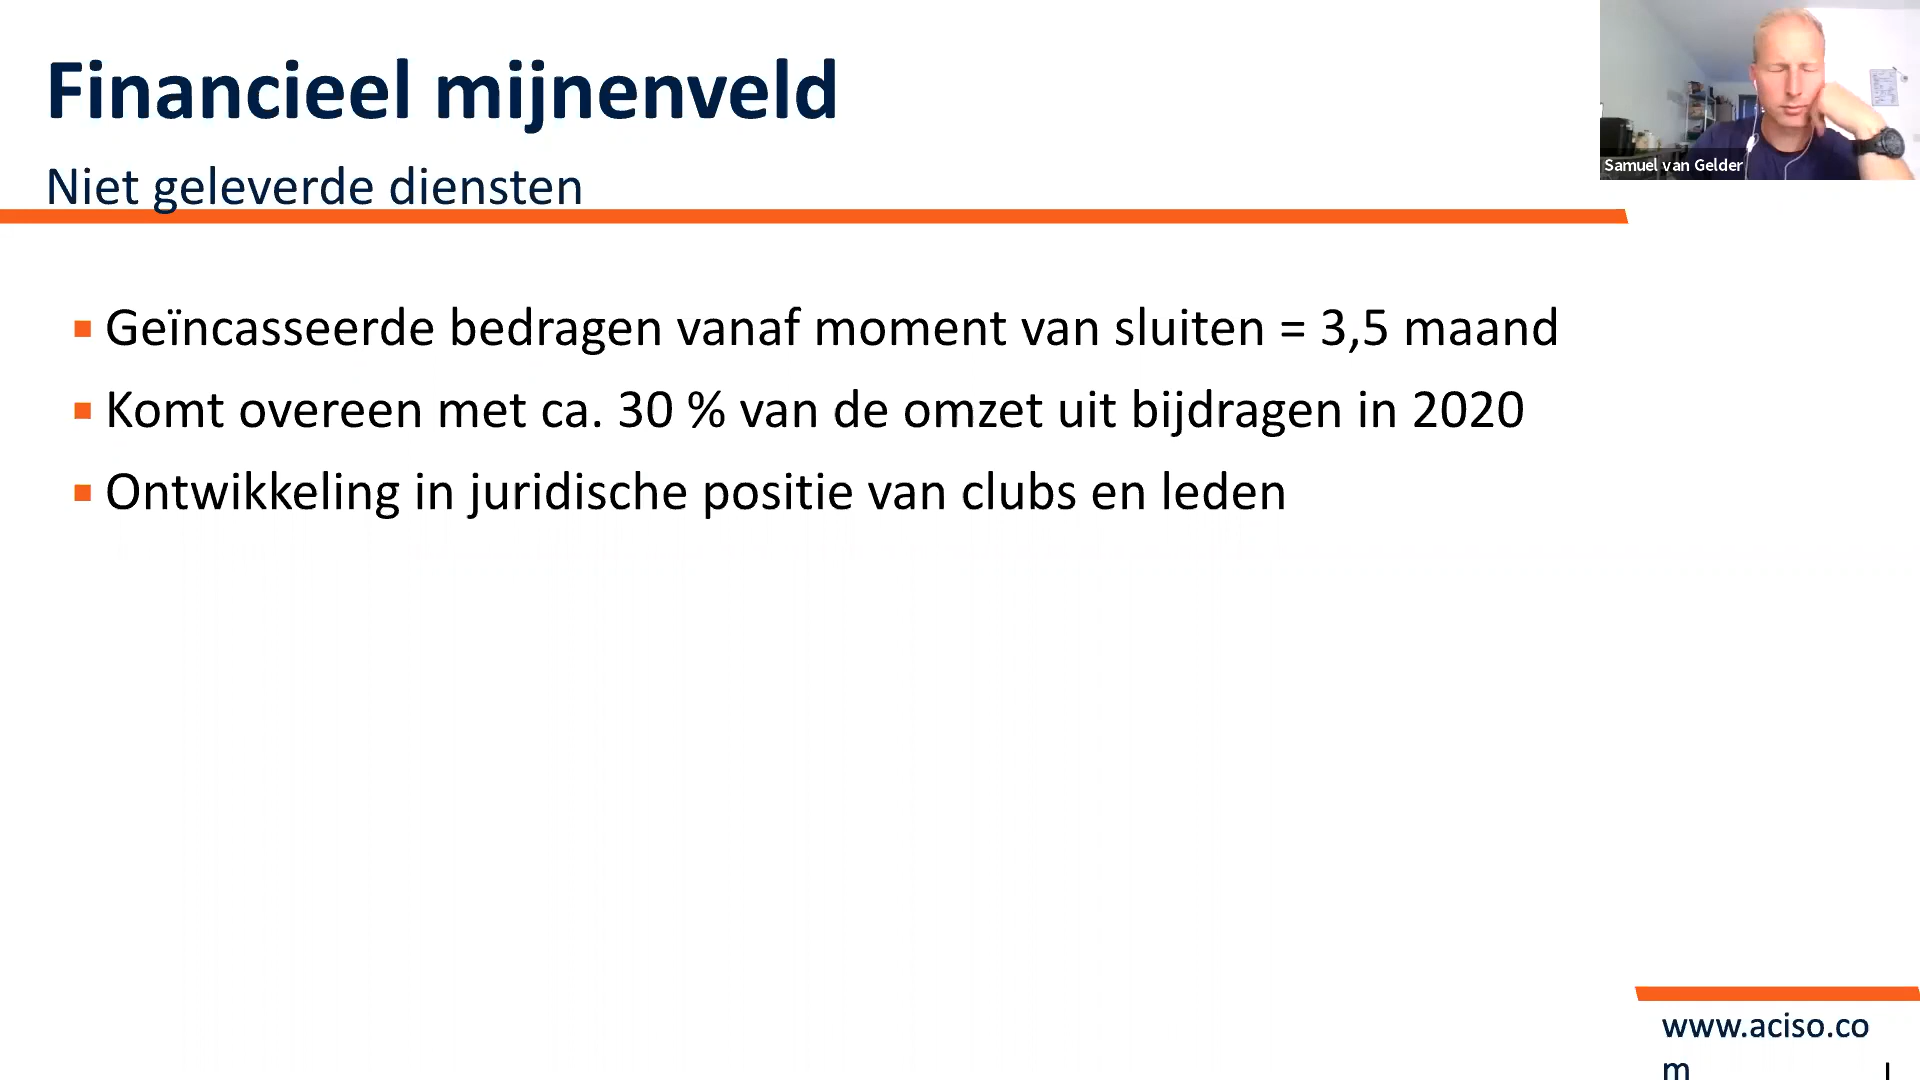 Financieel mijnenveld
Niet geleverde diensten
Samuel van Gelder
▪ Geïncasseerde bedragen vanaf moment van sluiten = 3,5 maand
▪ Komt overeen met ca. 30 % van de omzet uit bijdragen in 2020
▪ Ontwikkeling in juridische positie van clubs en leden
www.aciso.co
m